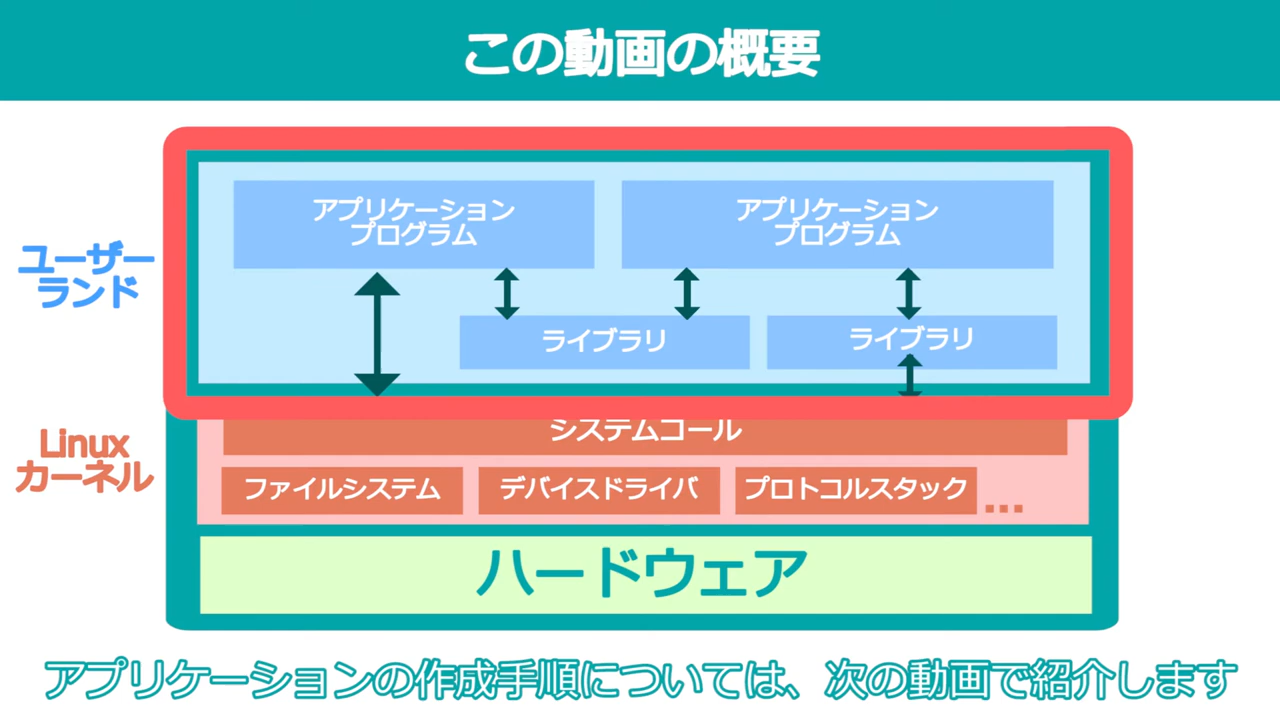 この動画の概要
アプリケーション
プログラム
アプリケーション
プログラム
ユーザー
ランド
ライブラリ
ライブラリ
Linux
カーネル
システムコール
ファイルシステム
デバイスドライバ
プロトコルスタック
...
ハードウェア
アプリケーションの作成手順については、次の動画で紹介します